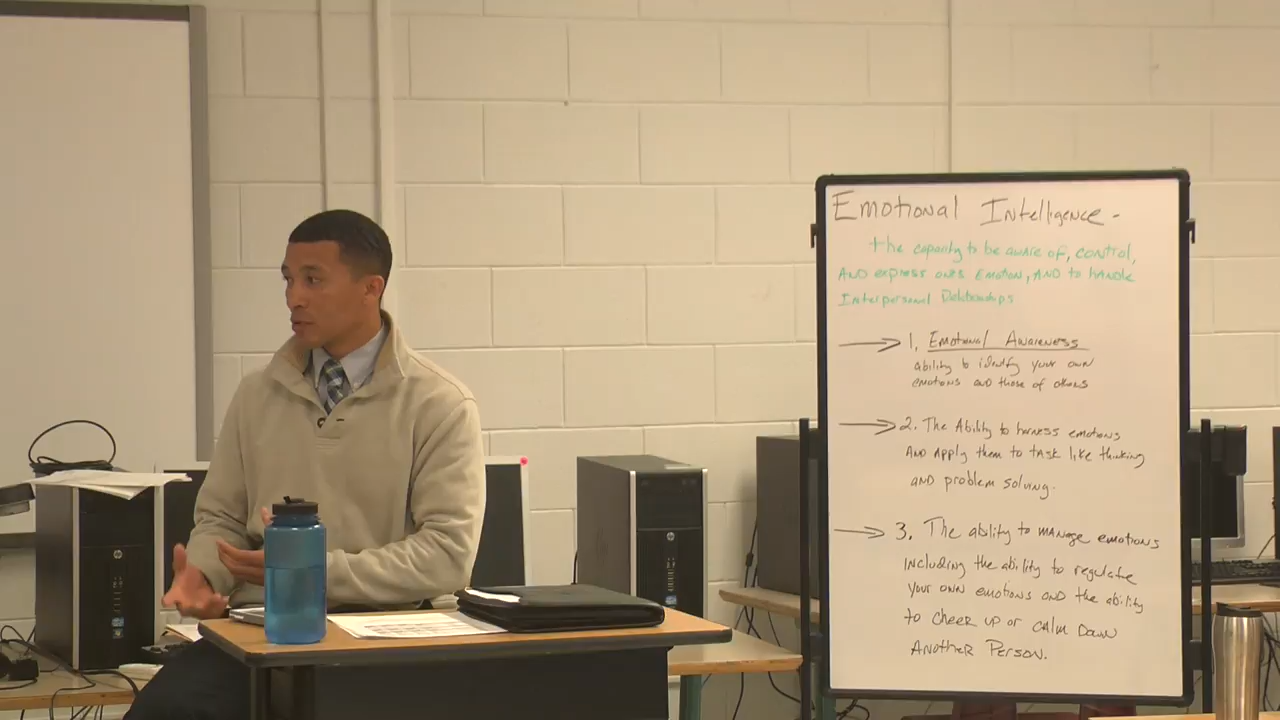 Emotional Intelligence -
the capacity to be aware of, control,
AND express ones Emotion, AND to handle
Interpersonal Relationships
1. Emotional Awareness
ability to identify your own
emotions and those of others
2. The Ability to harness emotions
AND Apply them to task like thinking
AND problem solving.
3. The ability to manage emotions
including the ability to regulate
your own emotions AND the ability
to cheer up or calm Down
Another Person.
hp
hp